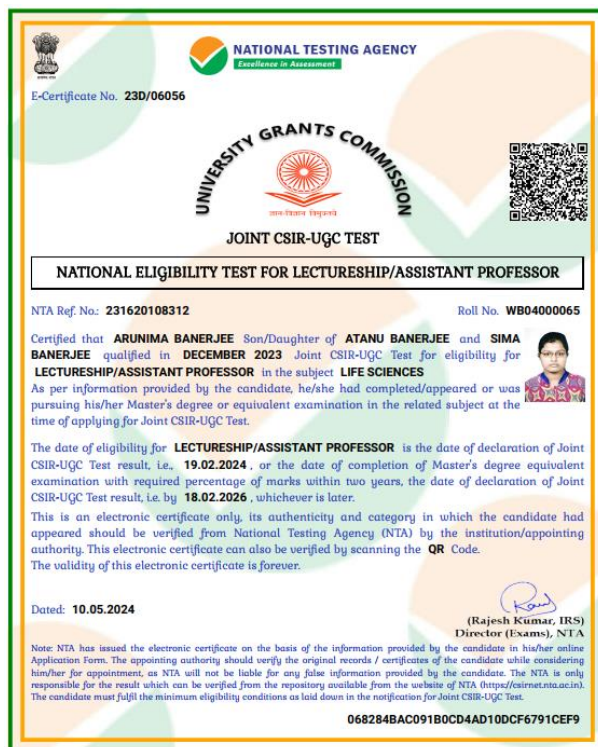 NATIONAL TESTING AGENCY
Excellence in Assessment
E-Certificate No. 23D/06056
UNIVERSITY GRANTS COMMISSION
ज्ञान-विज्ञान विमुक्तये
JOINT CSIR-UGC TEST
NATIONAL ELIGIBILITY TEST FOR LECTURESHIP/ASSISTANT PROFESSOR
NTA Ref. No.: 231620108312 Roll No. WB04000065
Certified that ARUNIMA BANERJEE Son/Daughter of ATANU BANERJEE and SIMA
BANERJEE qualified in DECEMBER 2023 Joint CSIR-UGC Test for eligibility for
LECTURESHIP/ASSISTANT PROFESSOR in the subject LIFE SCIENCES
As per information provided by the candidate, he/she had completed/appeared or was
pursuing his/her Master's degree or equivalent examination in the related subject at the
time of applying for Joint CSIR-UGC Test.
The date of eligibility for LECTURESHIP/ASSISTANT PROFESSOR is the date of declaration of Joint
CSIR-UGC Test result, i.e., 19.02.2024 , or the date of completion of Master's degree equivalent
examination with required percentage of marks within two years, the date of declaration of Joint
CSIR-UGC Test result, i.e. by 18.02.2026 , whichever is later.
This is an electronic certificate only, its authenticity and category in which the candidate had
appeared should be verified from National Testing Agency (NTA) by the institution/appointing
authority. This electronic certificate can also be verified by scanning the QR Code.
The validity of this electronic certificate is forever.
Dated: 10.05.2024
(Rajesh Kumar, IRS)
Director (Exams), NTA
Note: NTA has issued the electronic certificate on the basis of the information provided by the candidate in his/her online
Application Form. The appointing authority should verify the original records / certificates of the candidate while considering
him/her for appointment, as NTA will not be liable for any false information provided by the candidate. The NTA is only
responsible for the result which can be verified from the repository available from the website of NTA (https://csirnet.nta.ac.in).
The candidate must fulfil the minimum eligibility conditions as laid down in the notification for Joint CSIR-UGC Test.
068284BAC091B0CD4AD10DCF6791CEF9